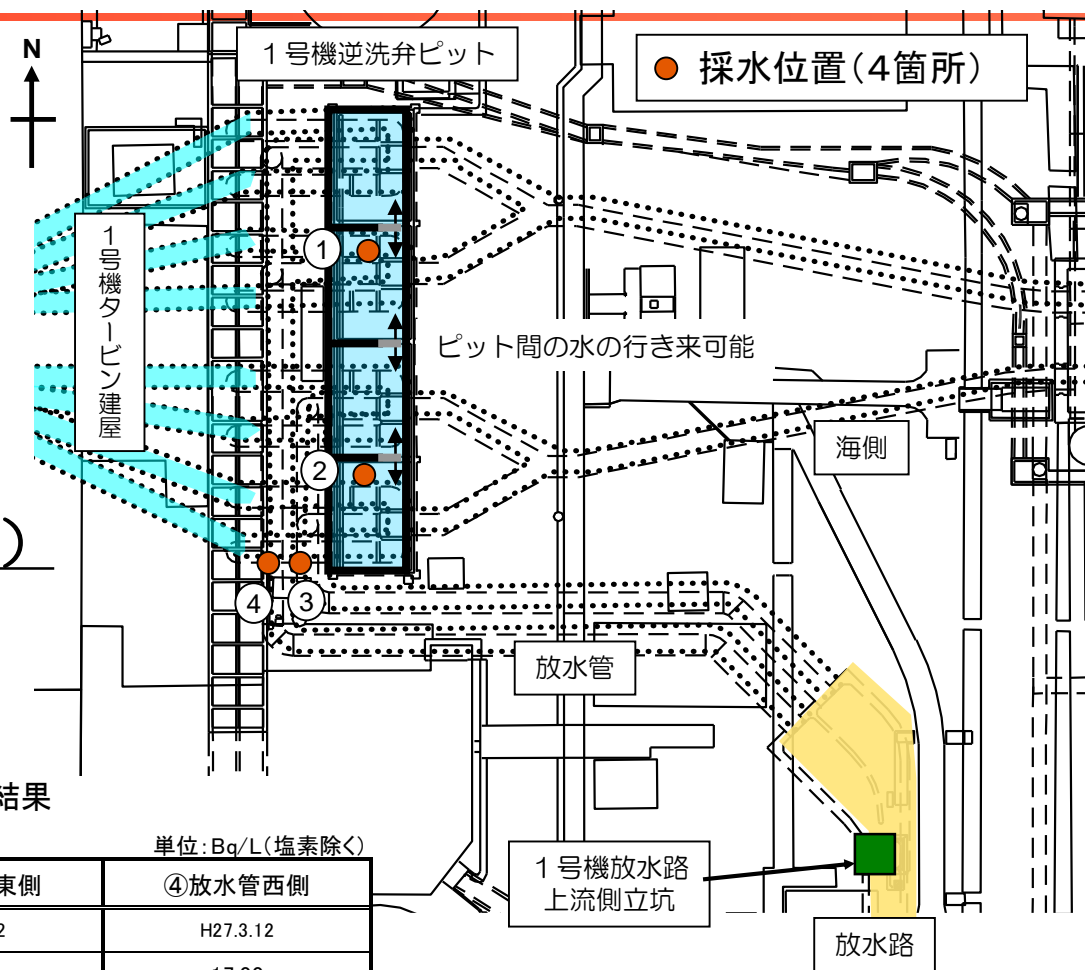 N
1号機逆洗弁ピット
採水位置(4箇所)
1号機タービン建屋
①
ピット間の水の行き来可能
海側
②
④
③
)
放水管
結果
単位:Bq/L(塩素除く)
東側
④放水管西側
2
H27.3.12
1号機放水路
上流側立坑
放水路